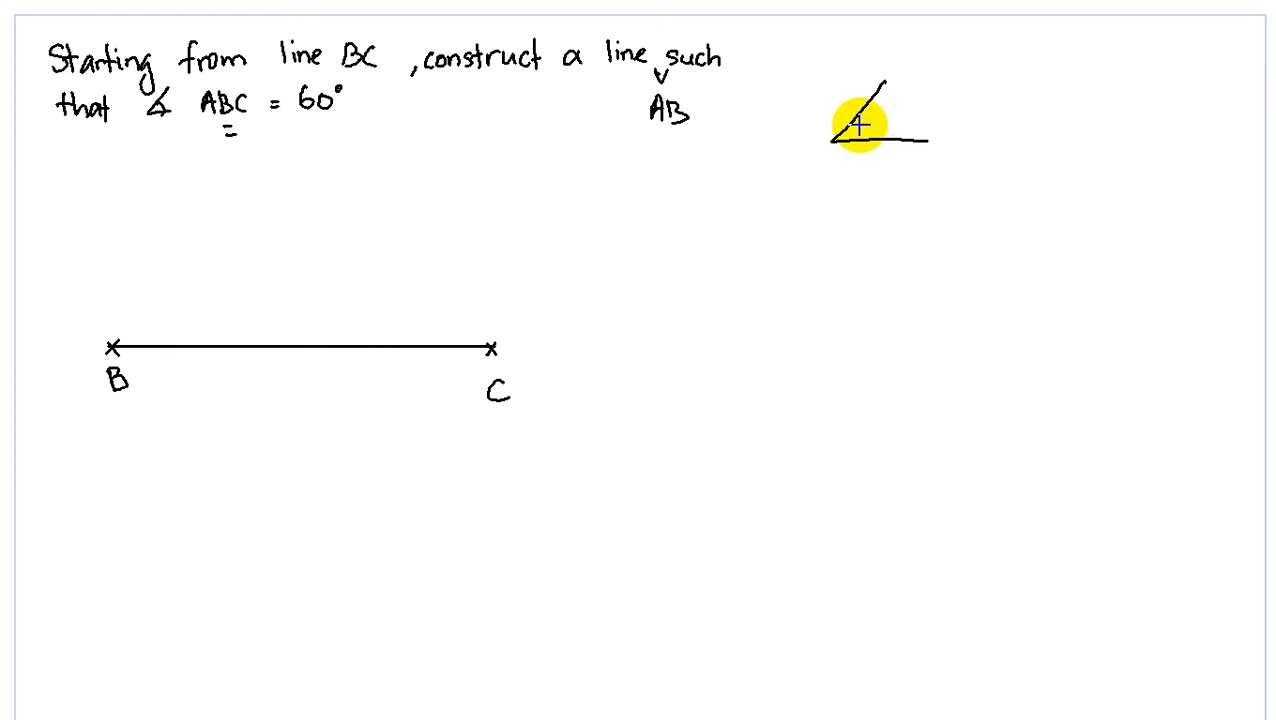 Starting from line BC , construct a line such
AB
that ∡ ABC = 60°
B
C